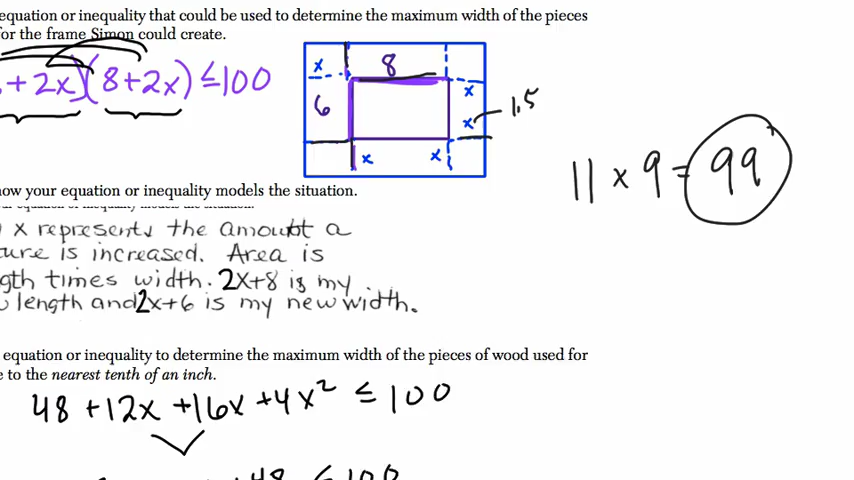 equation or inequality that could be used to determine the maximum width of the pieces
or the frame Simon could create.
+ 2x)(8+2x) ≤100
x 8
6 x
x 1.5
x x
11 x 9 = 99
ow your equation or inequality models the situation.
x represents the amount a
ure is increased. Area is
gth times width. 2x+8 is my
length and 2x+6 is my new width.
equation or inequality to determine the maximum width of the pieces of wood used for
e to the nearest tenth of an inch.
48 +12x +16x +4x² ≤ 100
48 ≤ 100